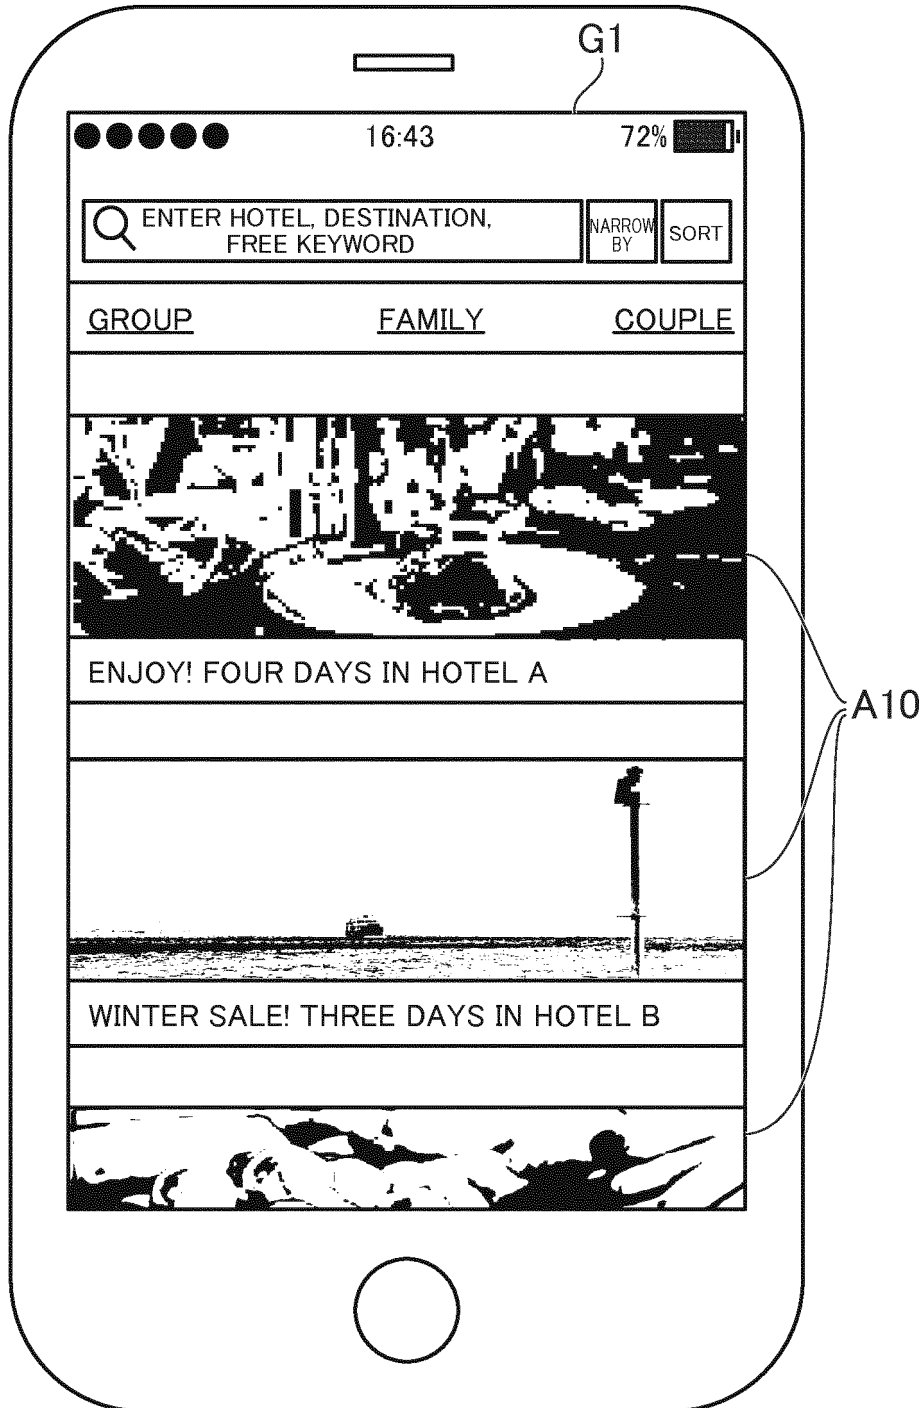 G1
16:43 72%
ENTER HOTEL, DESTINATION,
FREE KEYWORD
NARROW
BY
SORT
GROUP FAMILY COUPLE
ENJOY! FOUR DAYS IN HOTEL A
A10
WINTER SALE! THREE DAYS IN HOTEL B